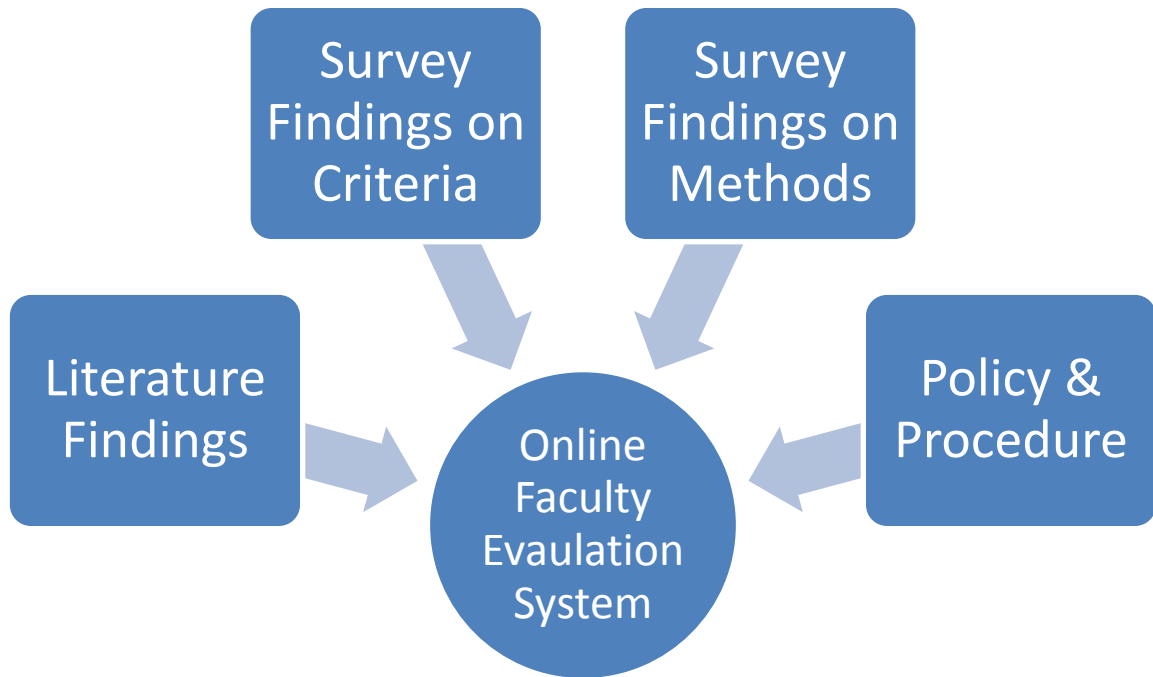 Survey
Findings on
Criteria
Survey
Findings on
Methods
Literature
Findings
Policy &
Procedure
Online
Faculty
Evaulation
System